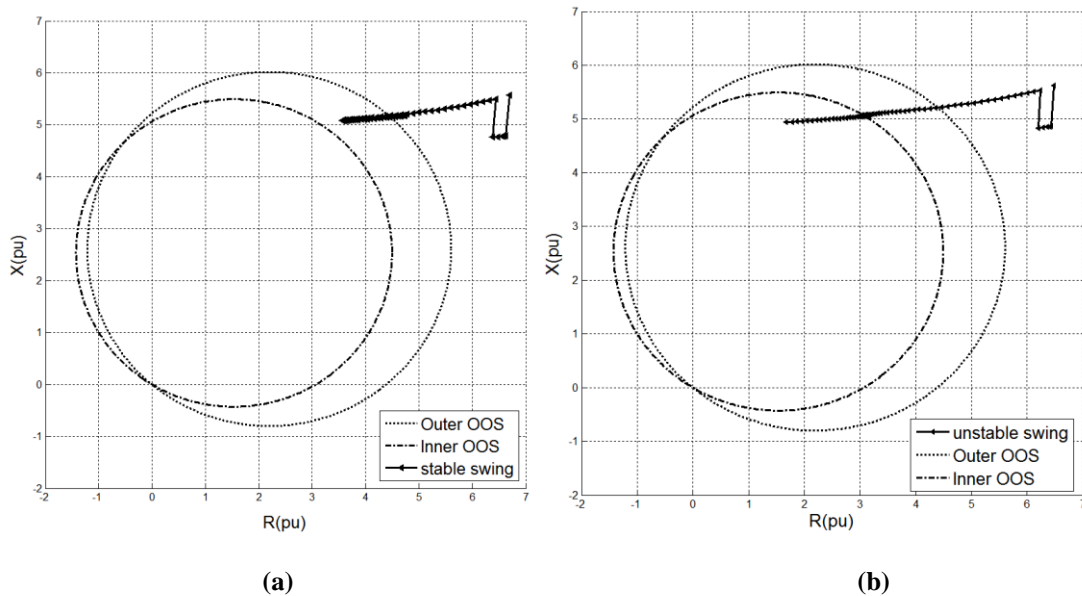 7
6
5
4
3
2
1
0
-1
-2
X(pu)
-2 -1 0 1 2 3 4 5 6 7
R(pu)
Outer OOS
Inner OOS
stable swing
(a)
7
6
5
4
3
2
1
0
-1
-2
X(pu)
-2 -1 0 1 2 3 4 5 6 7
R(pu)
unstable swing
Outer OOS
Inner OOS
(b)